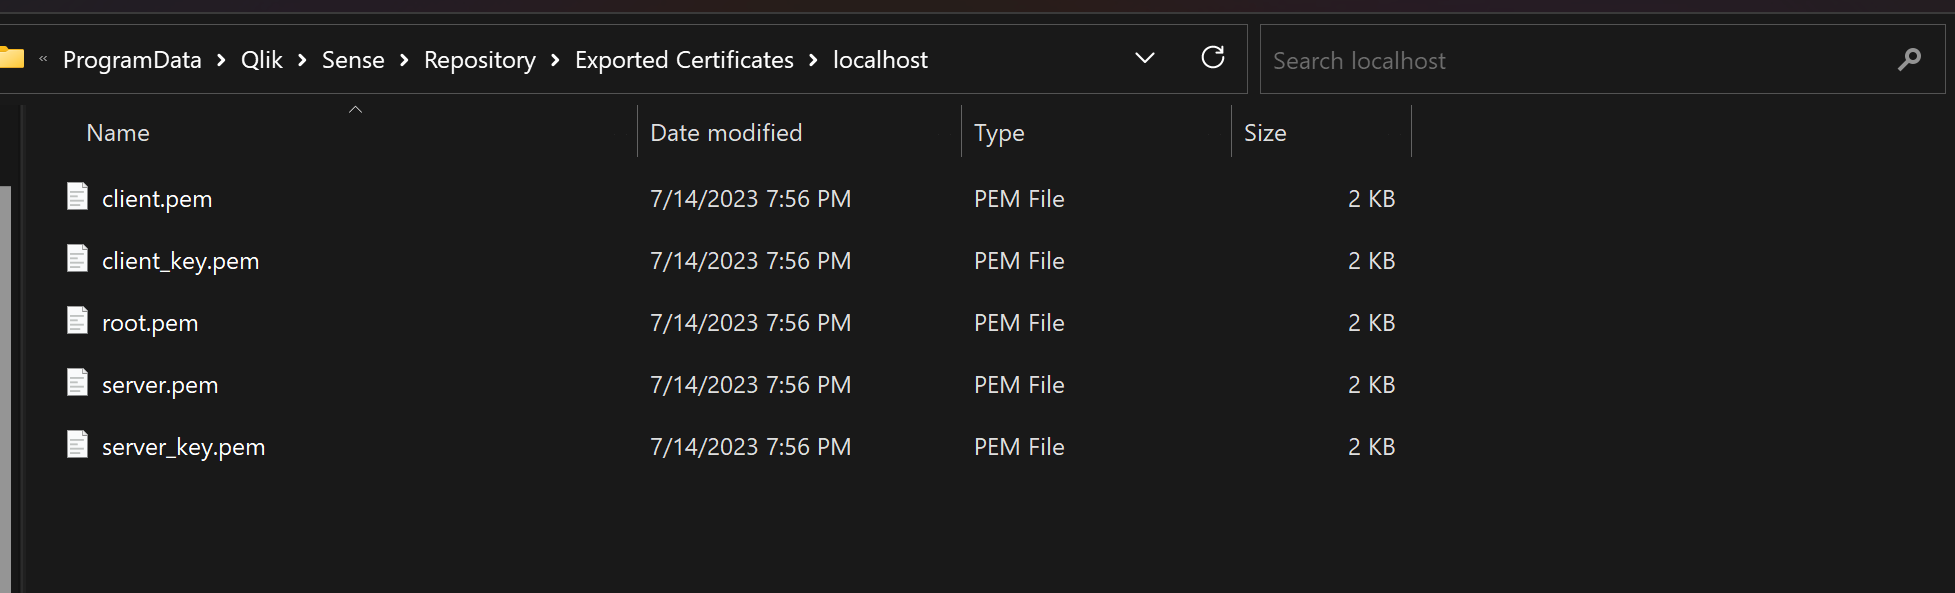 « ProgramData > Qlik > Sense > Repository > Exported Certificates > localhost
Search localhost
Name Date modified Type Size
client.pem 7/14/2023 7:56 PM PEM File 2 KB
client_key.pem 7/14/2023 7:56 PM PEM File 2 KB
root.pem 7/14/2023 7:56 PM PEM File 2 KB
server.pem 7/14/2023 7:56 PM PEM File 2 KB
server_key.pem 7/14/2023 7:56 PM PEM File 2 KB